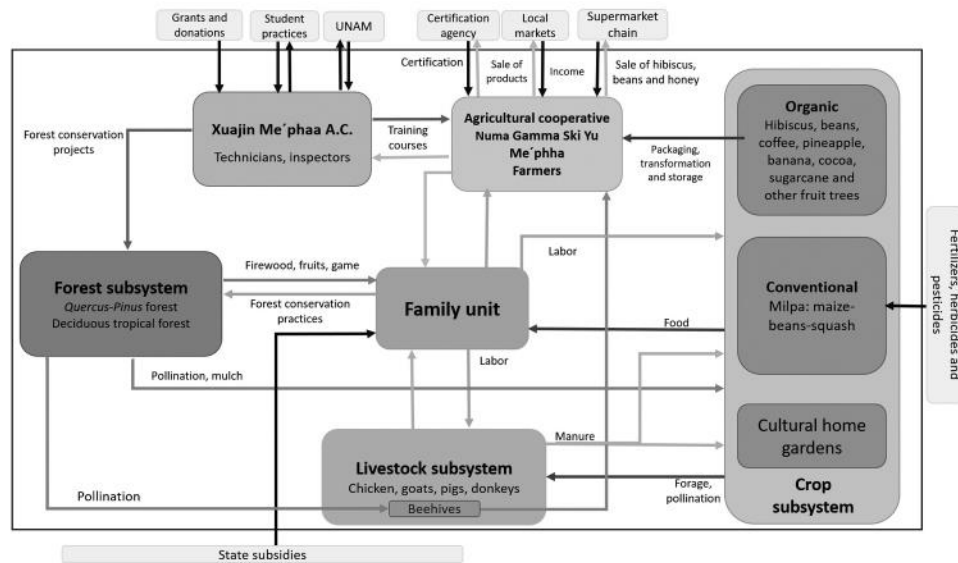 Grants and
donations
Student
practices
UNAM
Certification
agency
Local
markets
Supermarket
chain
Certification
Sale of
products
Income
Sale of hibiscus,
beans and honey
Xuajin Me´phaa A.C.
Technicians, inspectors
Training
courses
Agricultural cooperative
Numa Gamma Ski Yu
Me´phha
Farmers
Packaging,
transformation
and storage
Organic
Hibiscus, beans,
coffee, pineapple,
banana, cocoa,
sugarcane and
other fruit trees
Forest conservation
projects
Forest subsystem
Quercus-Pinus forest
Deciduous tropical forest
Firewood, fruits, game
Forest conservation
practices
Family unit
Labor
Food
Conventional
Milpa: maize-
beans-squash
Fertilizers, herbicides and
pesticides
Pollination, mulch
Labor
Manure
Cultural home
gardens
Livestock subsystem
Chicken, goats, pigs, donkeys
Beehives
Forage,
pollination
Crop
subsystem
Pollination
State subsidies